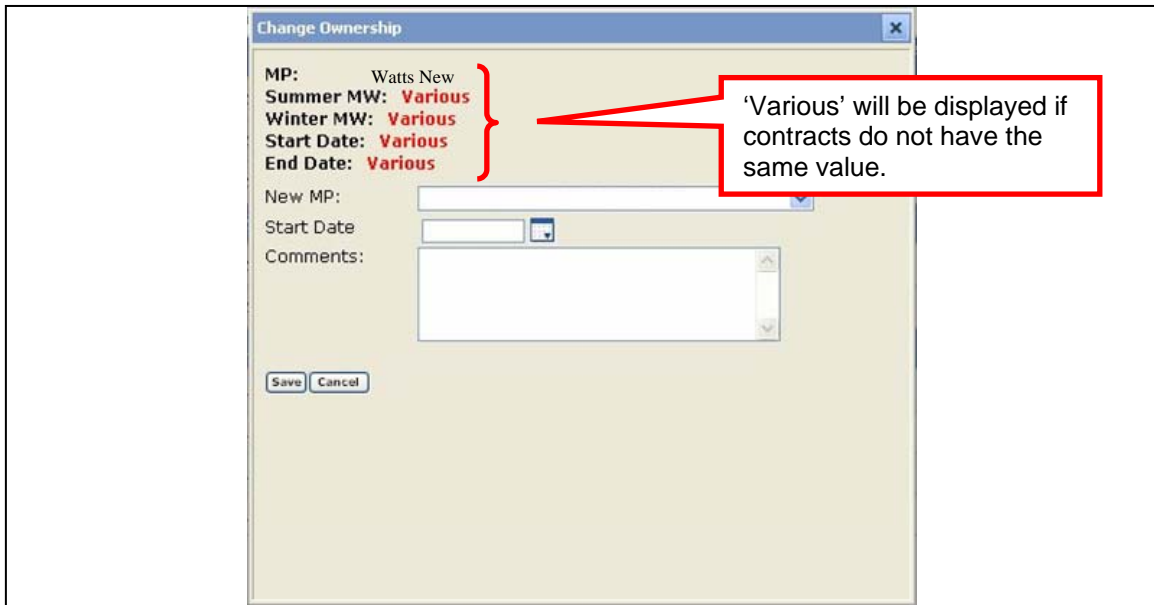 Change Ownership
MP: Watts New
Summer MW: Various
Winter MW: Various
Start Date: Various
End Date: Various
‘Various’ will be displayed if
contracts do not have the
same value.
New MP:
Start Date
Comments:
Save Cancel